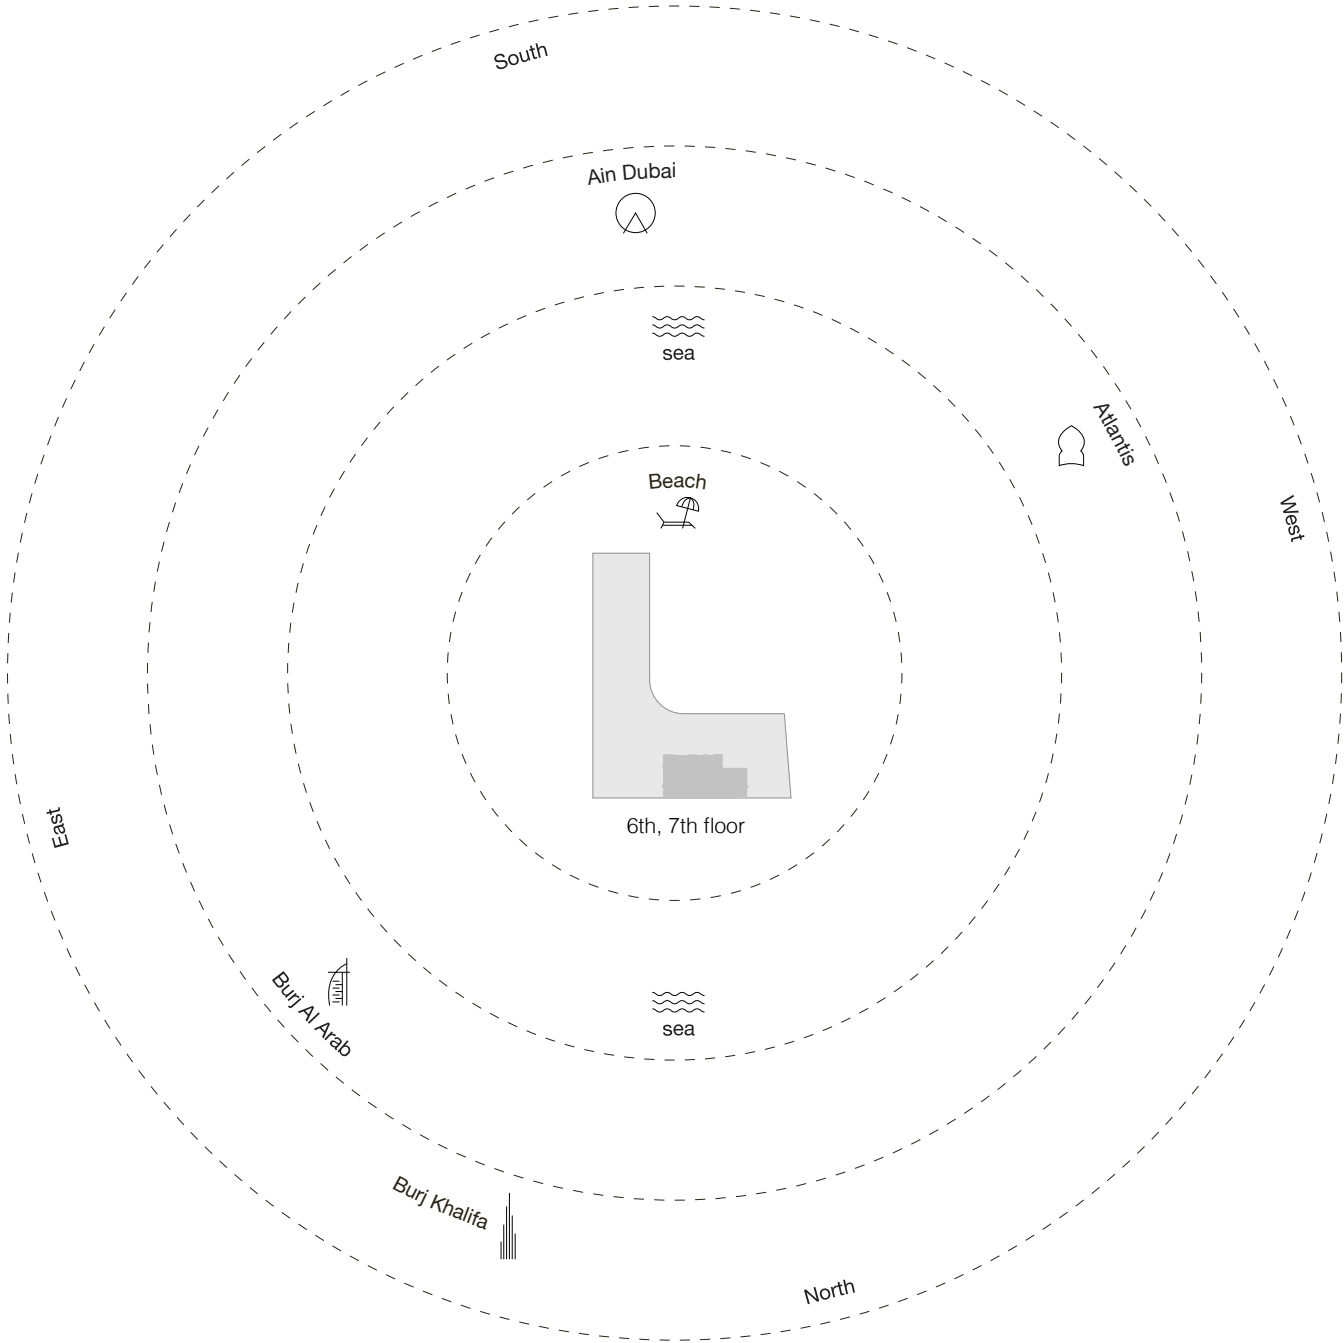 South
Ain Dubai
sea
Atlantis
Beach
West
6th, 7th floor
East
Burj Al Arab
sea
Burj Khalifa
North